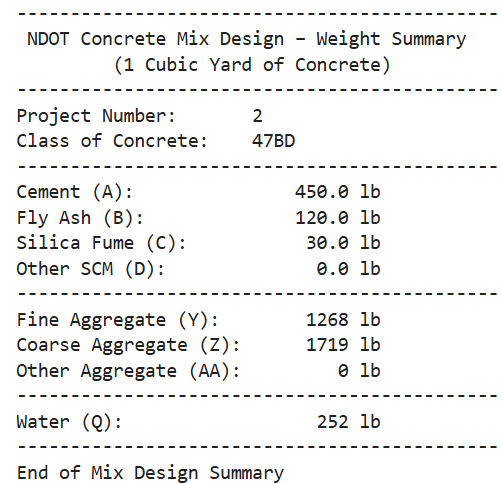 ---------------------------------------------
NDOT Concrete Mix Design – Weight Summary
(1 Cubic Yard of Concrete)
---------------------------------------------
Project Number:       2
Class of Concrete:    47BD
---------------------------------------------
Cement (A):               450.0 lb
Fly Ash (B):              120.0 lb
Silica Fume (C):           30.0 lb
Other SCM (D):              0.0 lb
---------------------------------------------
Fine Aggregate (Y):        1268 lb
Coarse Aggregate (Z):      1719 lb
Other Aggregate (AA):         0 lb
---------------------------------------------
Water (Q):                  252 lb
---------------------------------------------
End of Mix Design Summary